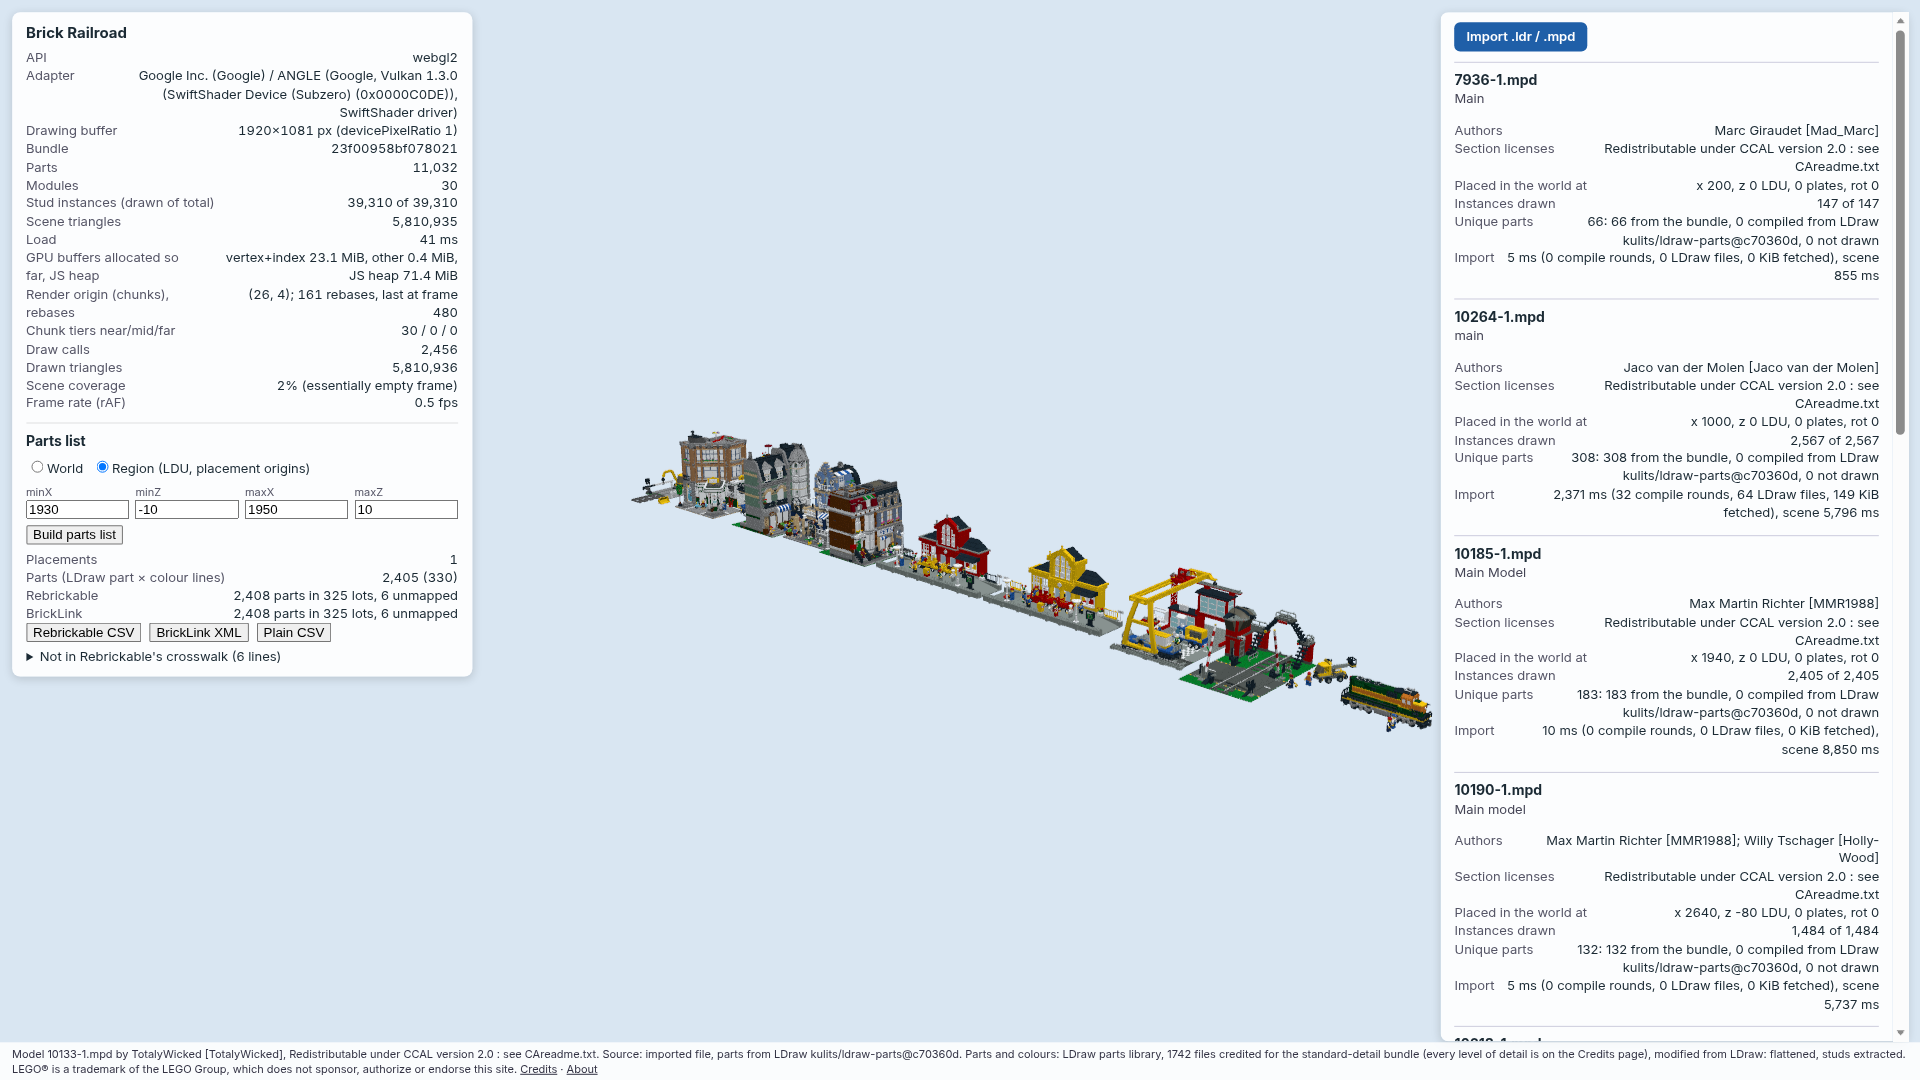 Brick Railroad
API webgl2
Adapter Google Inc. (Google) / ANGLE (Google, Vulkan 1.3.0
(SwiftShader Device (Subzero) (0x0000C0DE)),
SwiftShader driver)
Drawing buffer 1920×1081 px (devicePixelRatio 1)
Bundle 23f00958bf078021
Parts 11,032
Modules 30
Stud instances (drawn of total) 39,310 of 39,310
Scene triangles 5,810,935
Load 41 ms
GPU buffers allocated so vertex+index 23.1 MiB, other 0.4 MiB,
far, JS heap JS heap 71.4 MiB
Render origin (chunks), (26, 4); 161 rebases, last at frame
rebases 480
Chunk tiers near/mid/far 30 / 0 / 0
Draw calls 2,456
Drawn triangles 5,810,936
Scene coverage 2% (essentially empty frame)
Frame rate (rAF) 0.5 fps
Parts list
World Region (LDU, placement origins)
minX minZ maxX maxZ
1930 -10 1950 10
Build parts list
Placements 1
Parts (LDraw part × colour lines) 2,405 (330)
Rebrickable 2,408 parts in 325 lots, 6 unmapped
BrickLink 2,408 parts in 325 lots, 6 unmapped
Rebrickable CSV BrickLink XML Plain CSV
▶ Not in Rebrickable's crosswalk (6 lines)
Import .ldr / .mpd
7936-1.mpd
Main
Authors Marc Giraudet [Mad_Marc]
Section licenses Redistributable under CCAL version 2.0 : see
CAreadme.txt
Placed in the world at x 200, z 0 LDU, 0 plates, rot 0
Instances drawn 147 of 147
Unique parts 66: 66 from the bundle, 0 compiled from LDraw
kulits/ldraw-parts@c70360d, 0 not drawn
Import 5 ms (0 compile rounds, 0 LDraw files, 0 KiB fetched), scene
855 ms
10264-1.mpd
main
Authors Jaco van der Molen [Jaco van der Molen]
Section licenses Redistributable under CCAL version 2.0 : see
CAreadme.txt
Placed in the world at x 1000, z 0 LDU, 0 plates, rot 0
Instances drawn 2,567 of 2,567
Unique parts 308: 308 from the bundle, 0 compiled from LDraw
kulits/ldraw-parts@c70360d, 0 not drawn
Import 2,371 ms (32 compile rounds, 64 LDraw files, 149 KiB
fetched), scene 5,796 ms
10185-1.mpd
Main Model
Authors Max Martin Richter [MMR1988]
Section licenses Redistributable under CCAL version 2.0 : see
CAreadme.txt
Placed in the world at x 1940, z 0 LDU, 0 plates, rot 0
Instances drawn 2,405 of 2,405
Unique parts 183: 183 from the bundle, 0 compiled from LDraw
kulits/ldraw-parts@c70360d, 0 not drawn
Import 10 ms (0 compile rounds, 0 LDraw files, 0 KiB fetched),
scene 8,850 ms
10190-1.mpd
Main model
Authors Max Martin Richter [MMR1988]; Willy Tschager [Holly-
Wood]
Section licenses Redistributable under CCAL version 2.0 : see
CAreadme.txt
Placed in the world at x 2640, z -80 LDU, 0 plates, rot 0
Instances drawn 1,484 of 1,484
Unique parts 132: 132 from the bundle, 0 compiled from LDraw
kulits/ldraw-parts@c70360d, 0 not drawn
Import 5 ms (0 compile rounds, 0 LDraw files, 0 KiB fetched), scene
5,737 ms
Model 10133-1.mpd by TotalyWicked [TotalyWicked], Redistributable under CCAL version 2.0 : see CAreadme.txt. Source: imported file, parts from LDraw kulits/ldraw-parts@c70360d. Parts and colours: LDraw parts library, 1742 files credited for the standard-detail bundle (every level of detail is on the Credits page), modified from LDraw: flattened, studs extracted.
LEGO® is a trademark of the LEGO Group, which does not sponsor, authorize or endorse this site. Credits · About